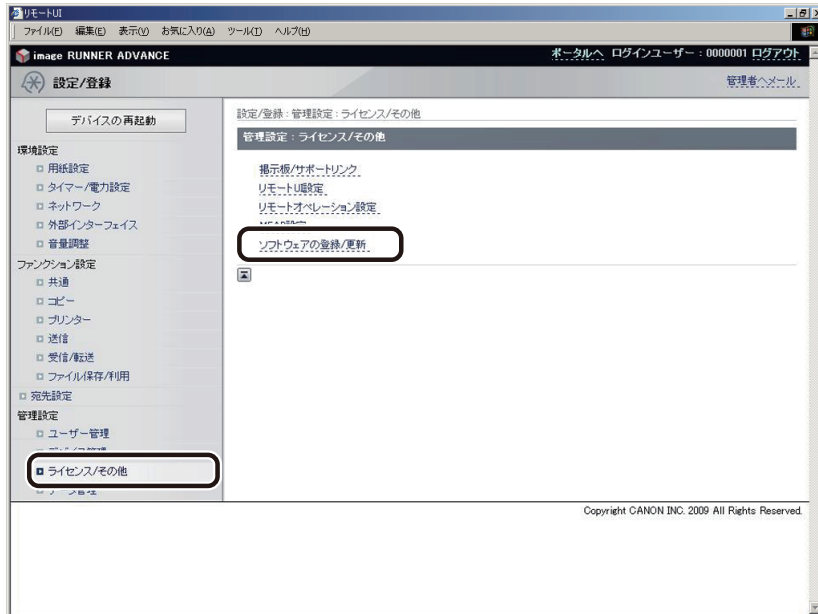 リモートUI
ファイル(F) 編集(E) 表示(V) お気に入り(A) ツール(T) ヘルプ(H)
image RUNNER ADVANCE
ポータルへ ログインユーザー : 0000001 ログアウト
設定/登録
管理者へメール
デバイスの再起動
環境設定
用紙設定
タイマー/電力設定
ネットワーク
外部インターフェイス
音量調整
ファンクション設定
共通
コピー
プリンター
送信
受信/転送
ファイル保存/利用
宛先設定
管理設定
ユーザー管理
ライセンス/その他
設定/登録 : 管理設定 : ライセンス/その他
管理設定 : ライセンス/その他
掲示板/サポートリンク
リモートUI設定
リモートオペレーション設定
ソフトウェアの登録/更新
Copyright CANON INC. 2009 All Rights Reserved.